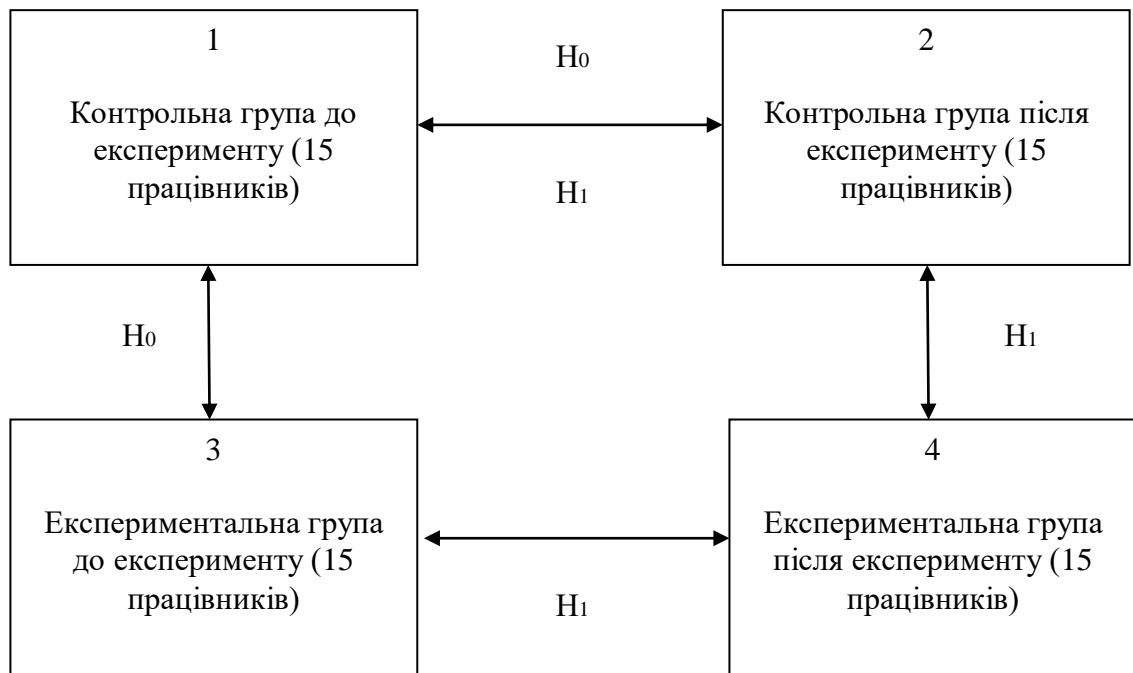 1
Контрольна група до
експерименту (15
працівників)
H₀
H₁
2
Контрольна група після
експерименту (15
працівників)
H₀
H₁
3
Експериментальна група
до експерименту (15
працівників)
H₁
4
Експериментальна група
після експерименту (15
працівників)